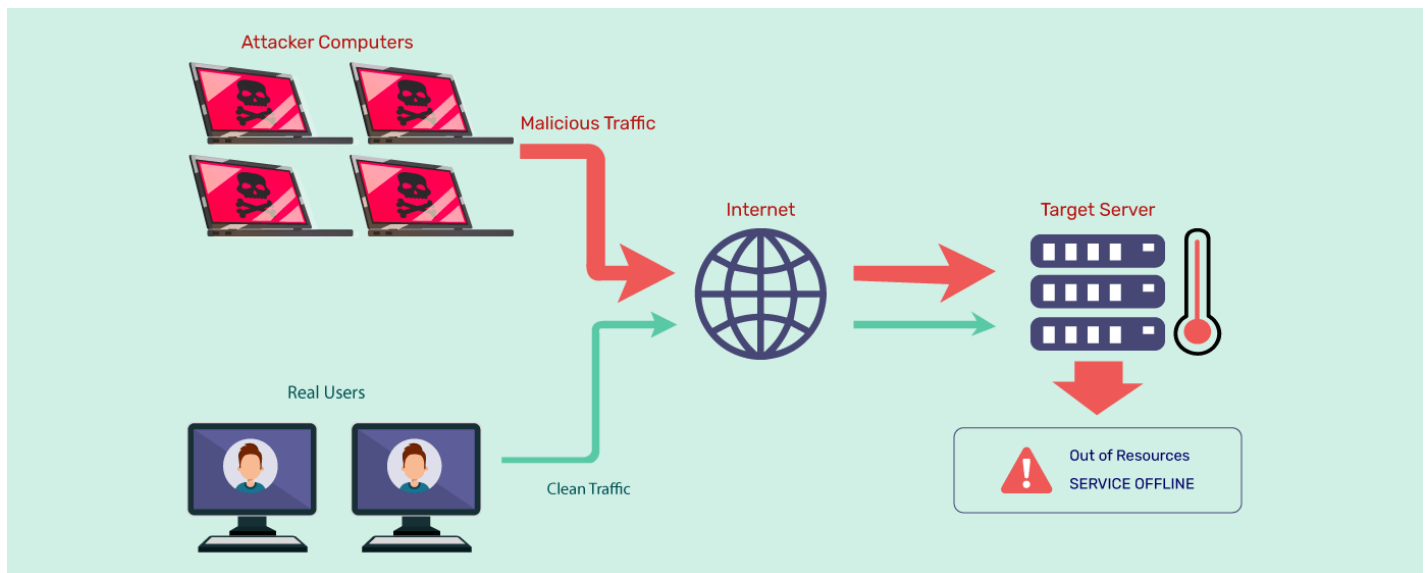 Attacker Computers
Malicious Traffic
Internet
Target Server
Real Users
Clean Traffic
Out of Resources
SERVICE OFFLINE